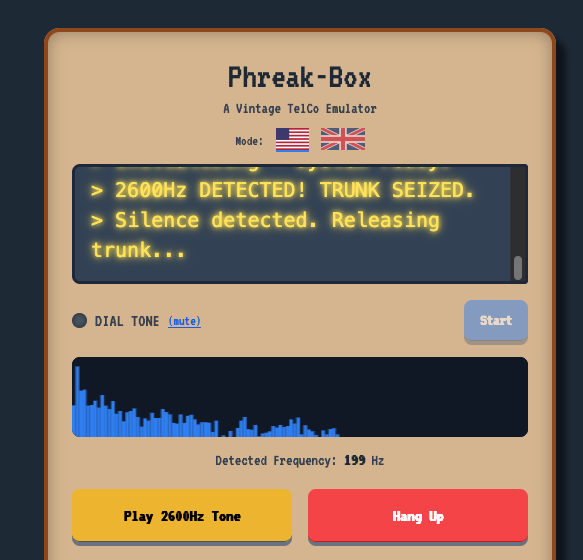 Phreak-Box
A Vintage TelCo Emulator
Mode:
> 2600Hz DETECTED! TRUNK SEIZED.
> Silence detected. Releasing
trunk...
DIAL TONE (mute)
Start
Detected Frequency: 199 Hz
Play 2600Hz Tone
Hang Up